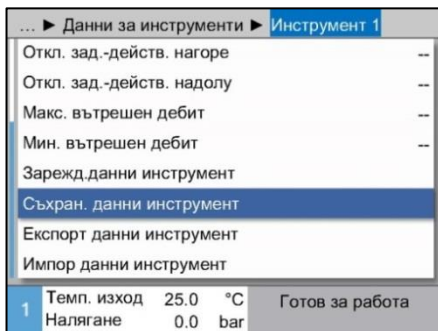 ... ► Данни за инструменти ► Инструмент 1
Откл. зад.-действ. нагоре --
Откл. зад.-действ. надолу --
Макс. вътрешен дебит --
Мин. вътрешен дебит --
Зарежд.данни инструмент
Съхран. данни инструмент
Експорт данни инструмент
Импор данни инструмент
1 Темп. изход 25.0 °C Готов за работа
Налягане 0.0 bar